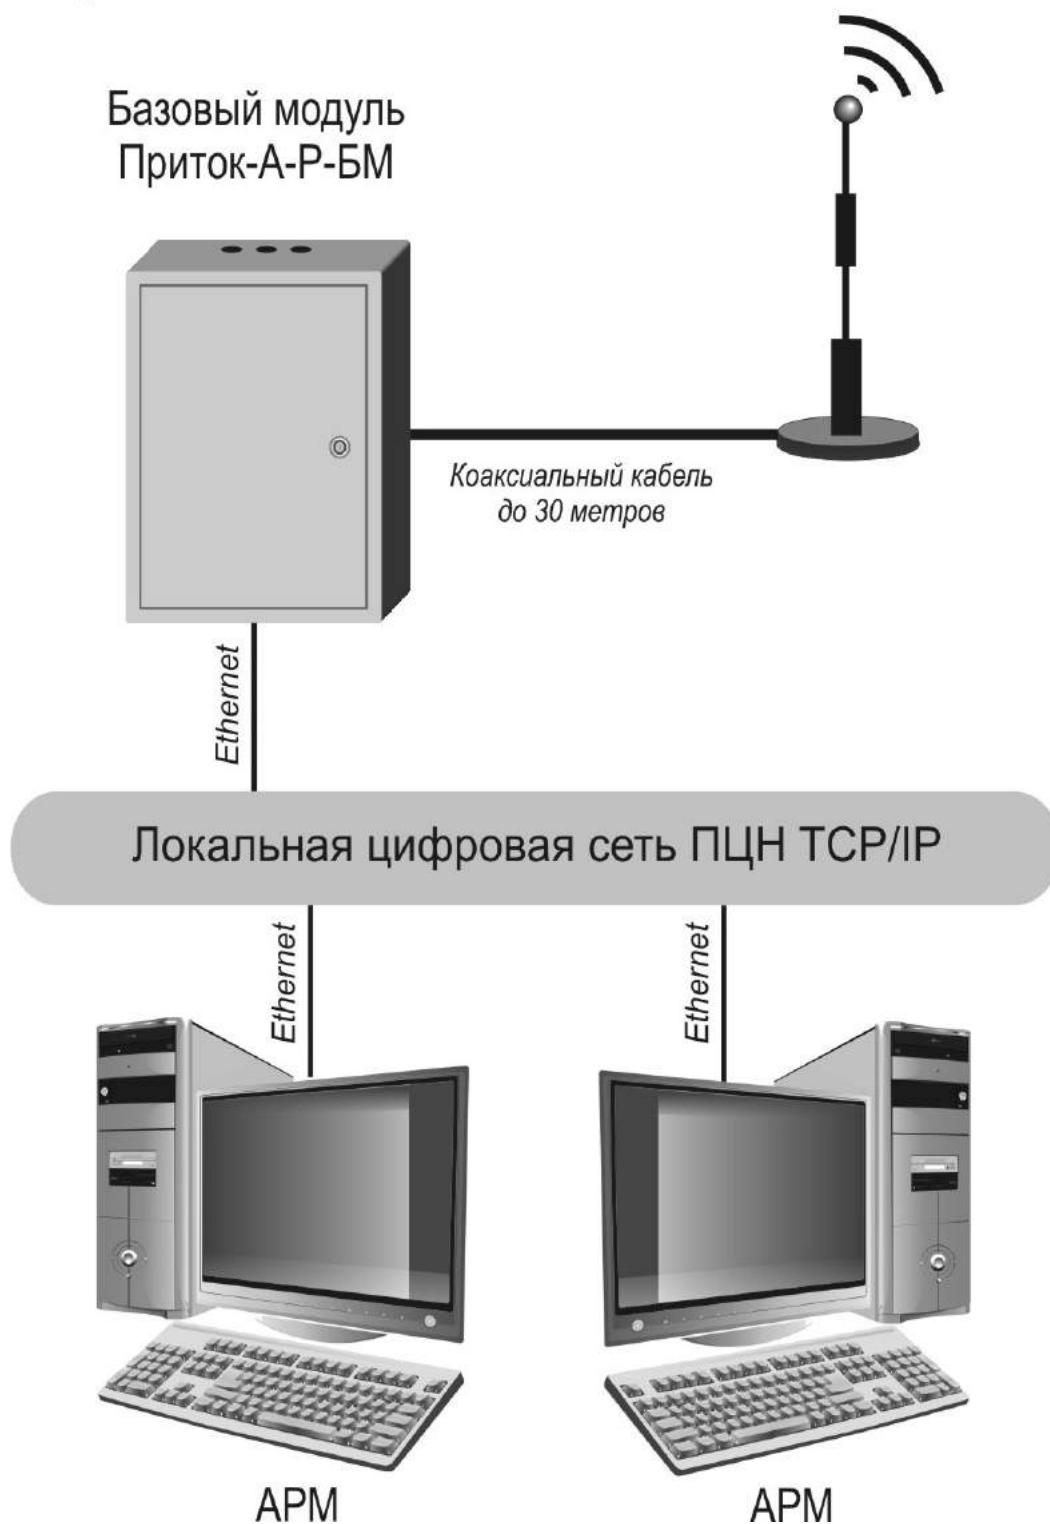 Базовый модуль
Приток-А-Р-БМ
Коаксиальный кабель
до 30 метров
Ethernet
Локальная цифровая сеть ПЦН TCP/IP
Ethernet
Ethernet
АРМ
АРМ